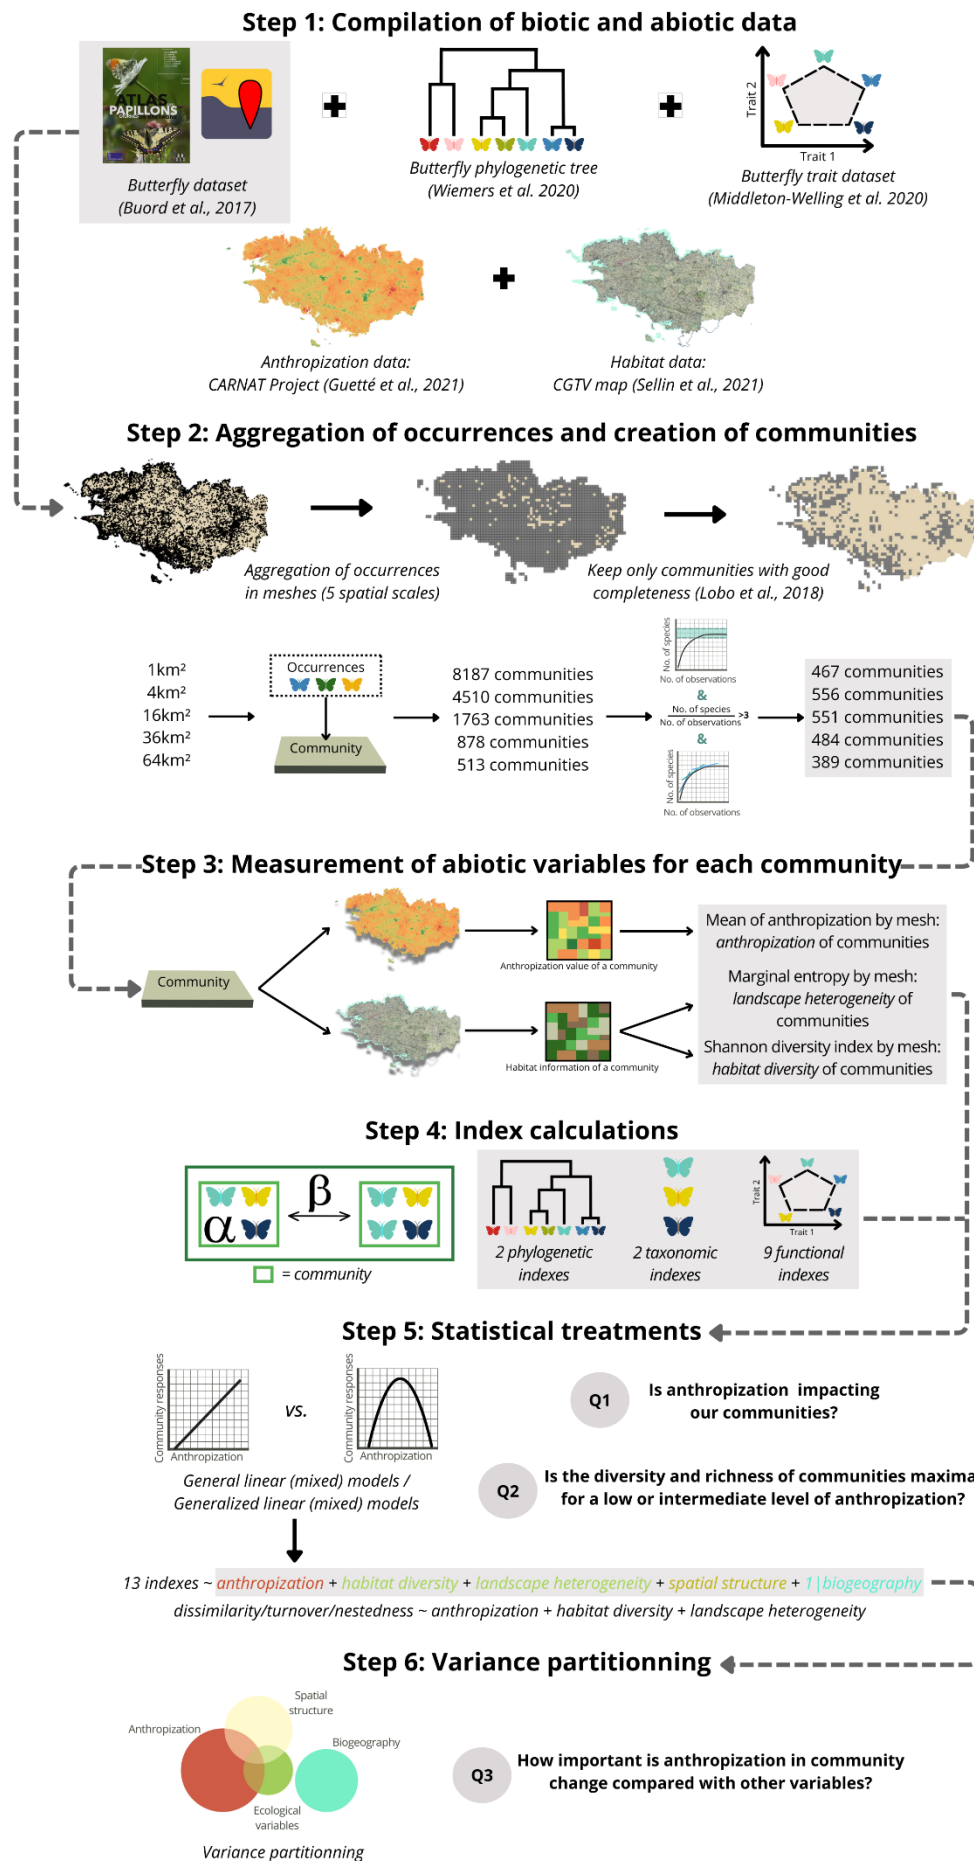 Step 1: Compilation of biotic and abiotic data
ATLAS
PAPILLONS
Butterfly dataset
(Buord et al., 2017)
Butterfly phylogenetic tree
(Wiemers et al. 2020)
Trait 2
Trait 1
Butterfly trait dataset
(Middleton-Welling et al. 2020)
Anthropization data:
CARNAT Project (Guetté et al., 2021)
Habitat data:
CGTV map (Sellin et al., 2021)
Step 2: Aggregation of occurrences and creation of communities
Aggregation of occurrences
in meshes (5 spatial scales)
Keep only communities with good
completeness (Lobo et al., 2018)
1km²
4km²
16km²
36km²
64km²
Occurrences
Community
8187 communities
4510 communities
1763 communities
878 communities
513 communities
No. of species
No. of observations
&
No. of species
No. of observations
>3
&
No. of species
No. of observations
467 communities
556 communities
551 communities
484 communities
389 communities
Step 3: Measurement of abiotic variables for each community
Community
Anthropization value of a community
Habitat information of a community
Mean of anthropization by mesh:
anthropization of communities
Marginal entropy by mesh:
landscape heterogeneity of
communities
Shannon diversity index by mesh:
habitat diversity of communities
Step 4: Index calculations
α
β
= community
2 phylogenetic
indexes
2 taxonomic
indexes
Trait 2
Trait 1
9 functional
indexes
Step 5: Statistical treatments
Community responses
Anthropization
vs.
Community responses
Anthropization
General linear (mixed) models /
Generalized linear (mixed) models
Q1
Is anthropization impacting
our communities?
Q2
Is the diversity and richness of communities maxima
for a low or intermediate level of anthropization?
13 indexes ~ anthropization + habitat diversity + landscape heterogeneity + spatial structure + 1|biogeography
dissimilarity/turnover/nestedness ~ anthropization + habitat diversity + landscape heterogeneity
Step 6: Variance partitionning
Spatial
structure
Anthropization
Biogeography
Ecological
variables
Variance partitionning
Q3
How important is anthropization in community
change compared with other variables?